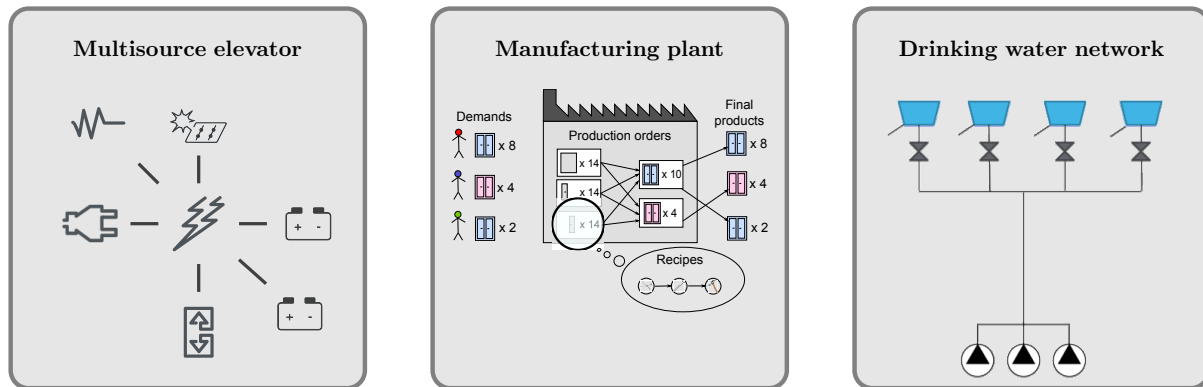 Multisource elevator
+ -
+ -
Manufacturing plant
Demands
x 8
x 4
x 2
Production orders
x 14
x 14
x 14
x 10
x 4
Final
products
x 8
x 4
x 2
Recipes
Drinking water network